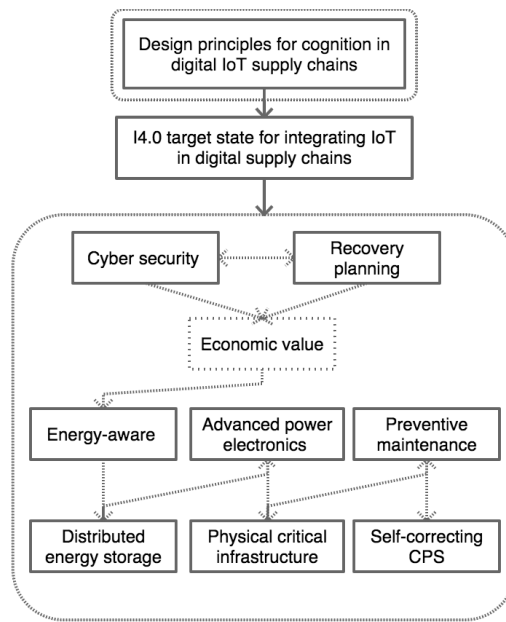 Design principles for cognition in
digital IoT supply chains
I4.0 target state for integrating IoT
in digital supply chains
Cyber security
Recovery
planning
Economic value
Energy-aware
Advanced power
electronics
Preventive
maintenance
Distributed
energy storage
Physical critical
infrastructure
Self-correcting
CPS